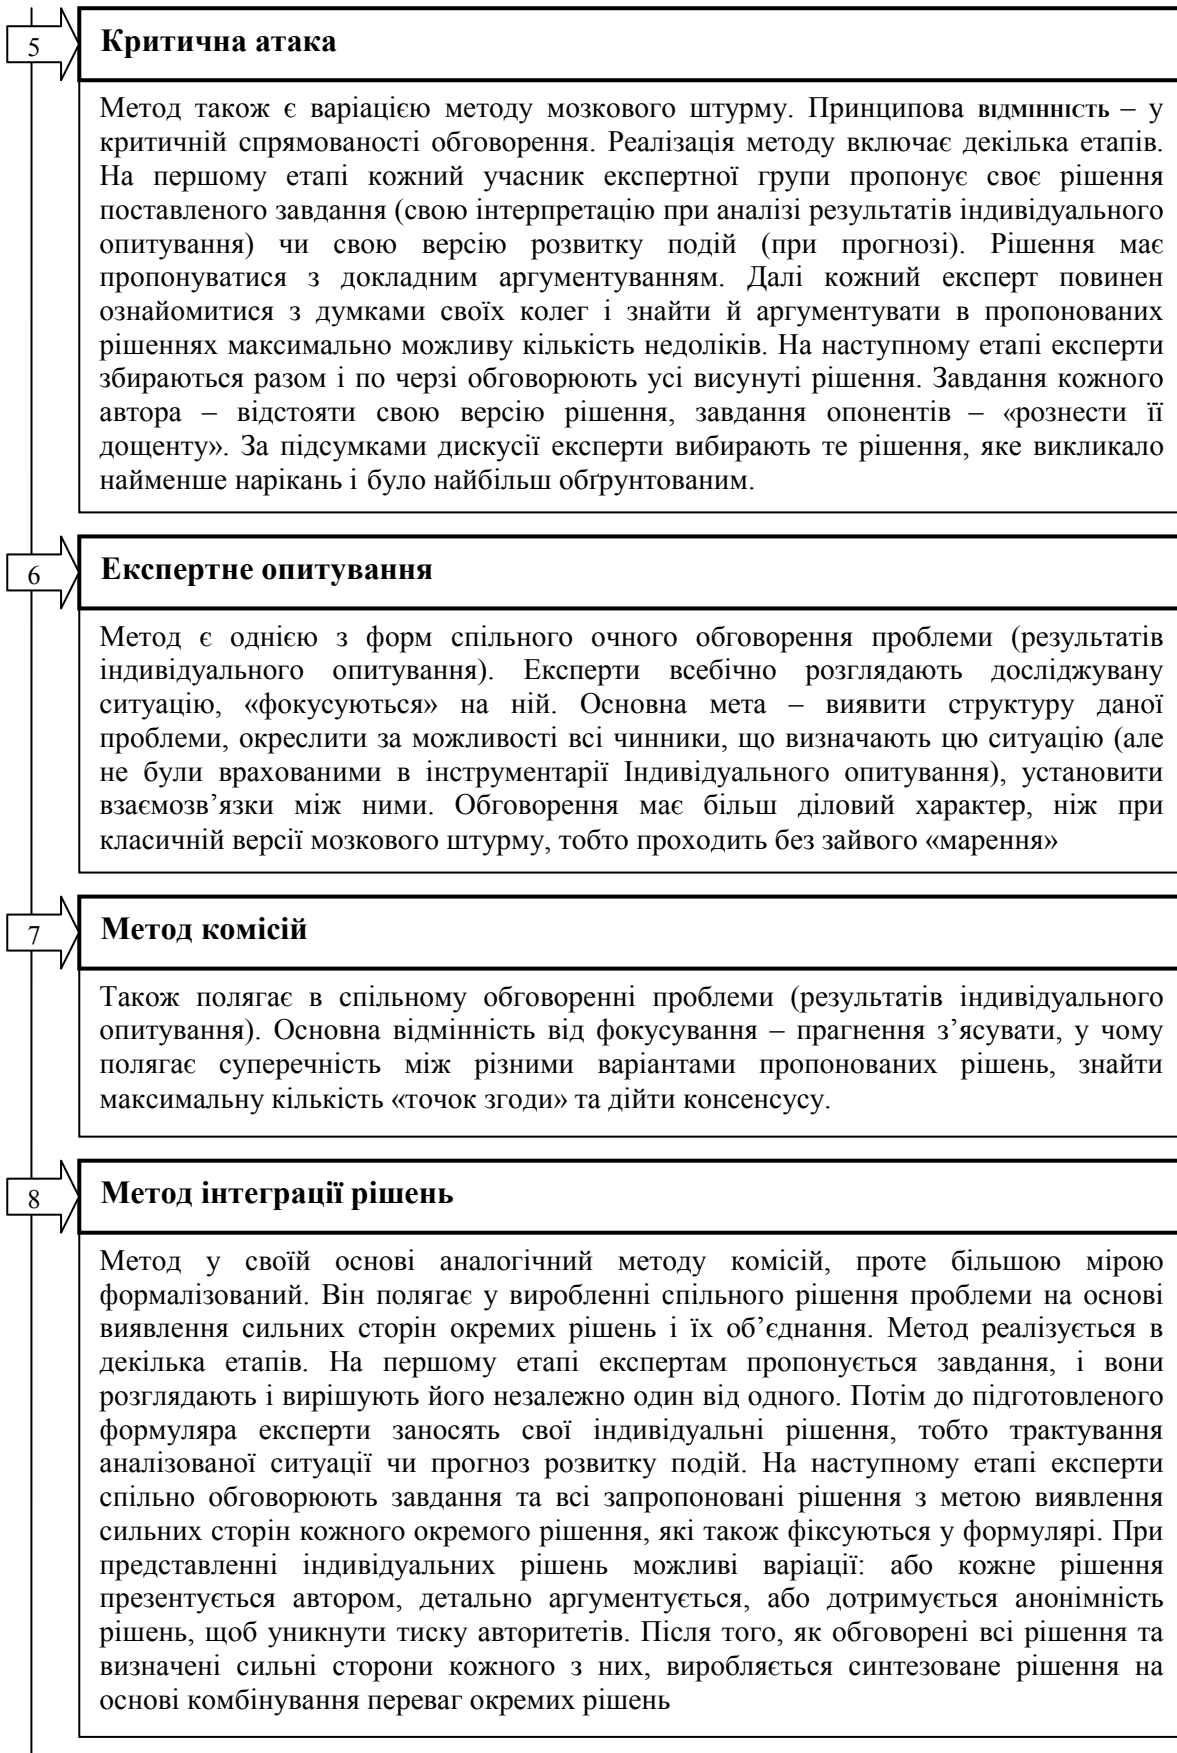 5
Критична атака
Метод також є варіацією методу мозкового штурму. Принципова відмінність – у
критичній спрямованості обговорення. Реалізація методу включає декілька етапів.
На першому етапі кожний учасник експертної групи пропонує своє рішення
поставленого завдання (свою інтерпретацію при аналізі результатів індивідуального
опитування) чи свою версію розвитку подій (при прогнозі). Рішення має
пропонуватися з докладним аргументуванням. Далі кожний експерт повинен
ознайомитися з думками своїх колег і знайти й аргументувати в пропонованих
рішеннях максимально можливу кількість недоліків. На наступному етапі експерти
збираються разом і по черзі обговорюють усі висунуті рішення. Завдання кожного
автора – відстояти свою версію рішення, завдання опонентів – «рознести її
дощенту». За підсумками дискусії експерти вибирають те рішення, яке викликало
найменше нарікань і було найбільш обґрунтованим.
6
Експертне опитування
Метод є однією з форм спільного очного обговорення проблеми (результатів
індивідуального опитування). Експерти всебічно розглядають досліджувану
ситуацію, «фокусуються» на ній. Основна мета – виявити структуру даної
проблеми, окреслити за можливості всі чинники, що визначають цю ситуацію (але
не були врахованими в інструментарії Індивідуального опитування), установити
взаємозв’язки між ними. Обговорення має більш діловий характер, ніж при
класичній версії мозкового штурму, тобто проходить без зайвого «марення»
7
Метод комісій
Також полягає в спільному обговоренні проблеми (результатів індивідуального
опитування). Основна відмінність від фокусування – прагнення з’ясувати, у чому
полягає суперечність між різними варіантами пропонованих рішень, знайти
максимальну кількість «точок згоди» та дійти консенсусу.
8
Метод інтеграції рішень
Метод у своїй основі аналогічний методу комісій, проте більшою мірою
формалізований. Він полягає у виробленні спільного рішення проблеми на основі
виявлення сильних сторін окремих рішень і їх об’єднання. Метод реалізується в
декілька етапів. На першому етапі експертам пропонується завдання, і вони
розглядають і вирішують його незалежно один від одного. Потім до підготовленого
формуляра експерти заносять свої індивідуальні рішення, тобто трактування
аналізованої ситуації чи прогноз розвитку подій. На наступному етапі експерти
спільно обговорюють завдання та всі запропоновані рішення з метою виявлення
сильних сторін кожного окремого рішення, які також фіксуються у формулярі. При
представленні індивідуальних рішень можливі варіації: або кожне рішення
презентується автором, детально аргументується, або дотримується анонімність
рішень, щоб уникнути тиску авторитетів. Після того, як обговорені всі рішення та
визначені сильні сторони кожного з них, виробляється синтезоване рішення на
основі комбінування переваг окремих рішень